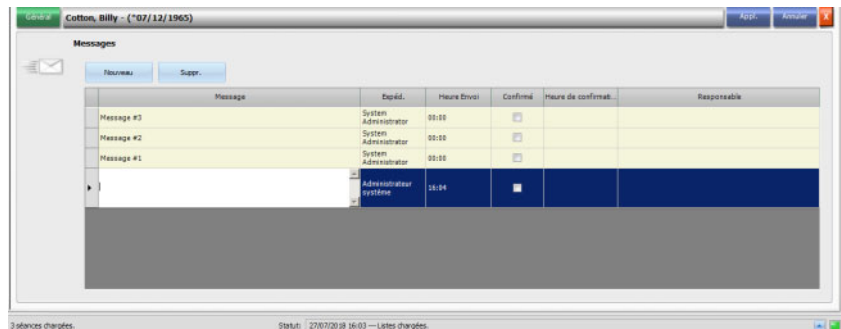 Général Cotton, Billy - (*07/12/1965) Appl. Annuler X
Messages
Nouveau Suppr.
Message Expéd. Heure Envoi Confirmé Heure de confirmati... Responsable
Message #3 System Administrator 00:00
Message #2 System Administrator 00:00
Message #1 System Administrator 00:00
Administrateur système 16:04
3 séances chargées. Statut: 27/07/2018 16:03 — Listes chargées.